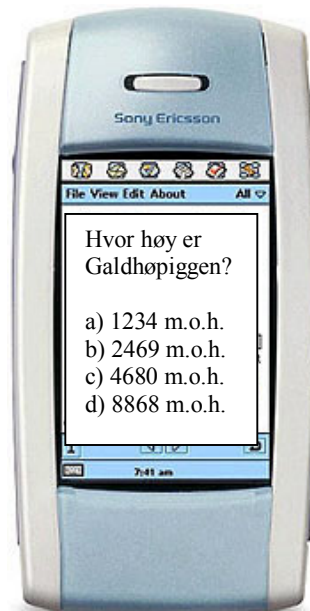 Sony Ericsson
File View Edit About All
Hvor høy er
Galdhøpiggen?
a) 1234 m.o.h.
b) 2469 m.o.h.
c) 4680 m.o.h.
d) 8868 m.o.h.
7:41 am